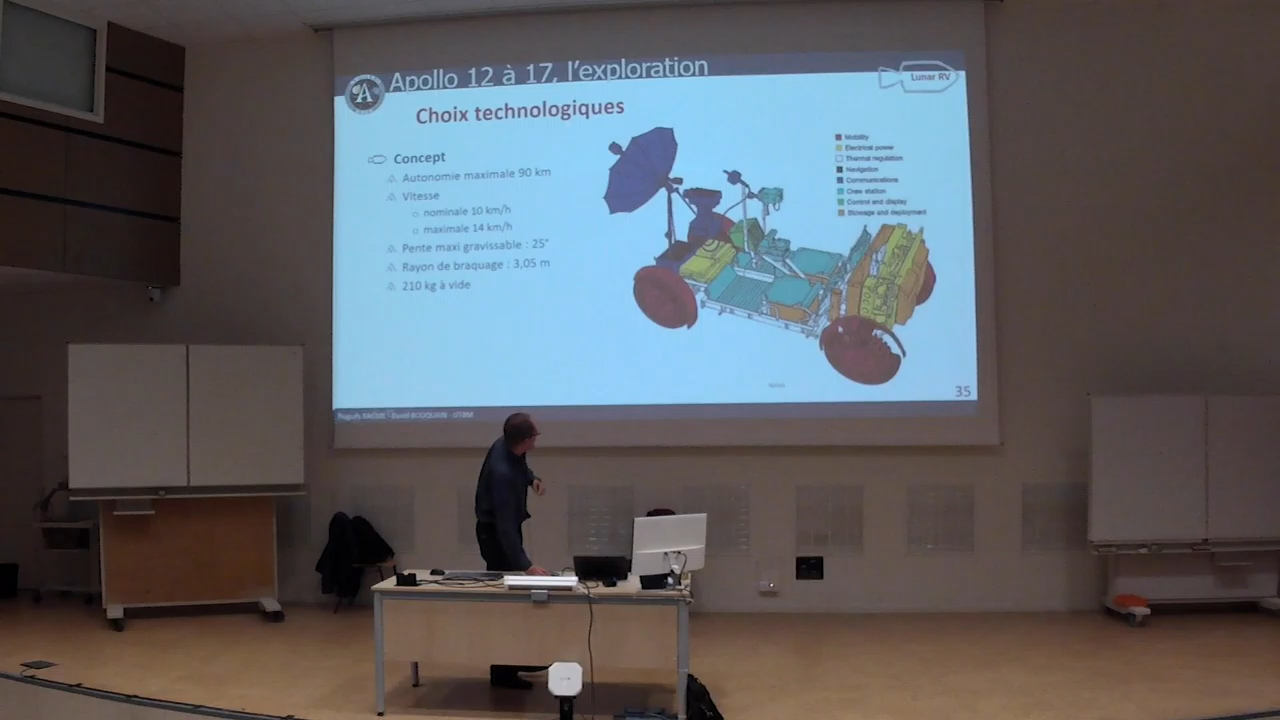 Apollo 12 à 17, l'exploration
Lunar RV
A
Choix technologiques
Concept
Autonomie maximale 90 km
Vitesse
nominale 10 km/h
maximale 14 km/h
Pente maxi gravissable : 25°
Rayon de braquage : 3,05 m
210 kg à vide
Mobility
Electrical power
Thermal regulation
Navigation
Communications
Crew station
Control and display
Stowage and deployment
35